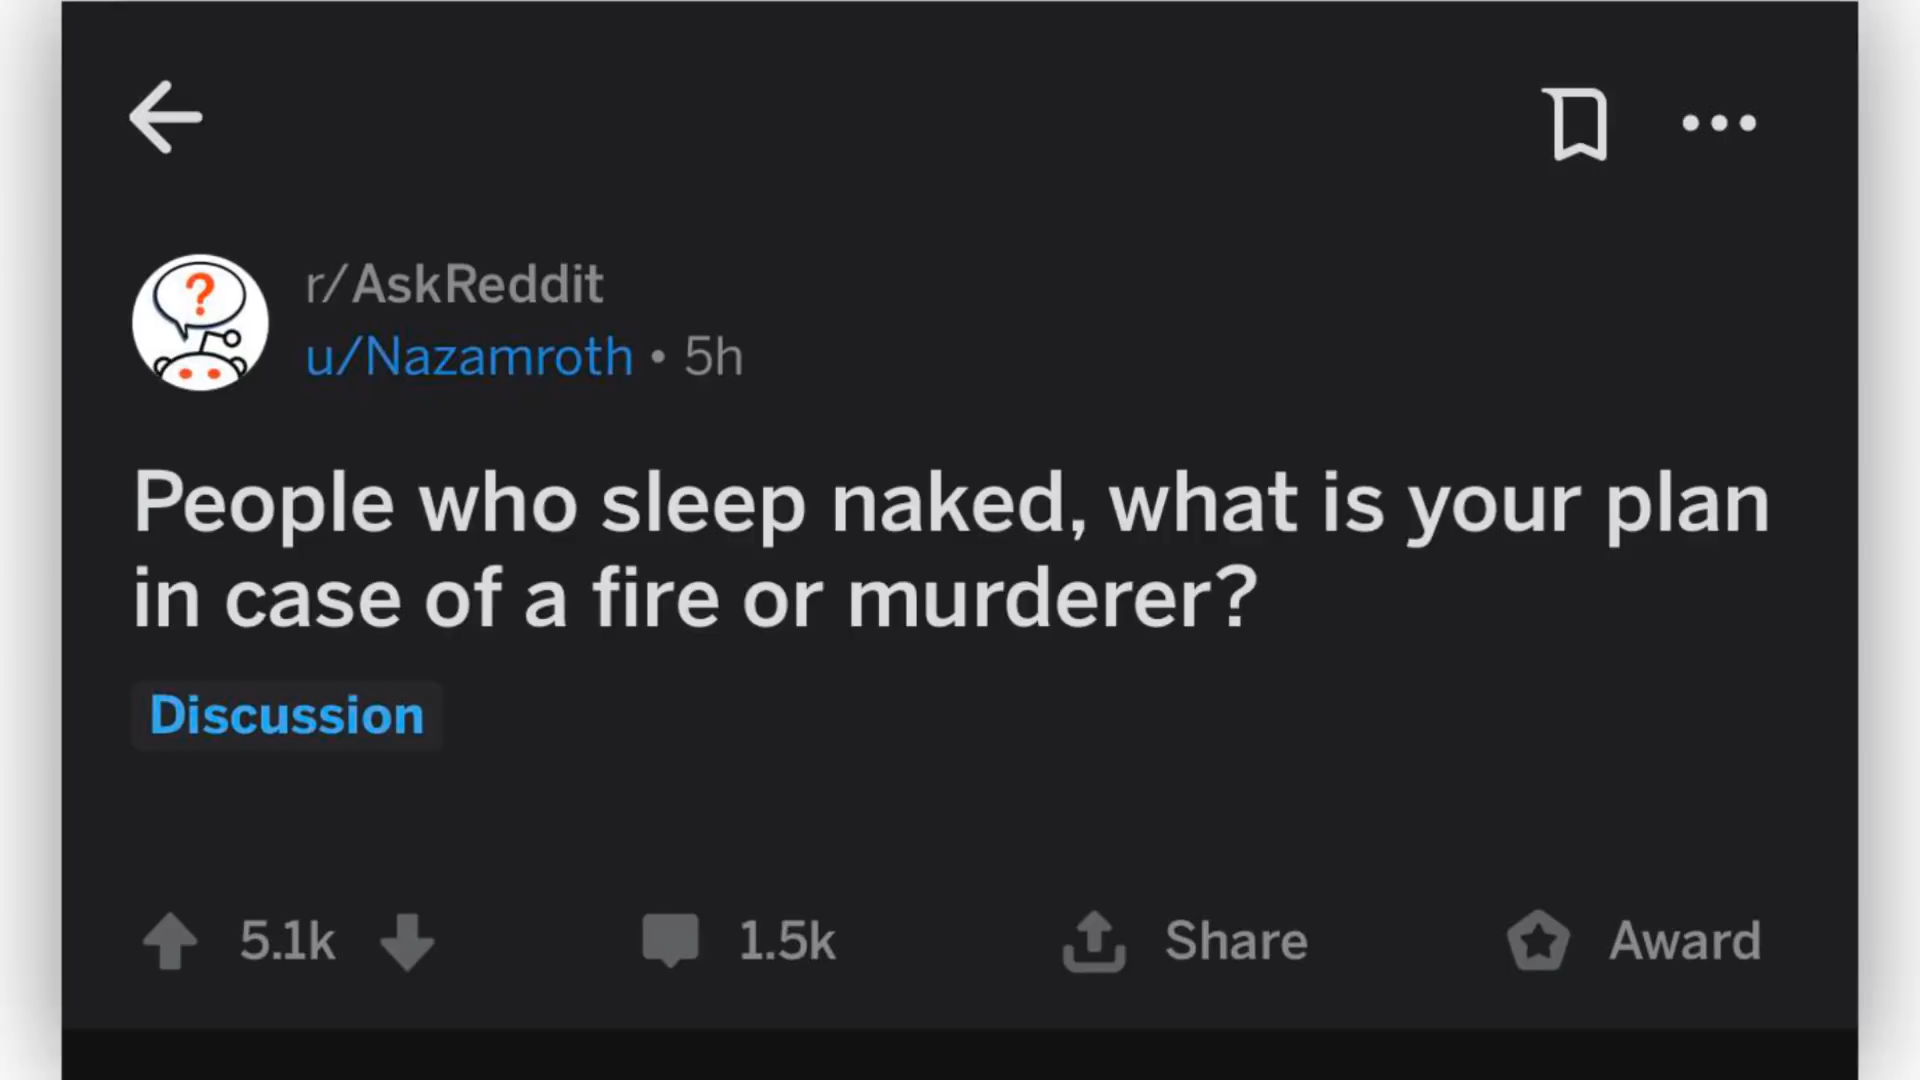 r/AskReddit
u/Nazamroth • 5h
People who sleep naked, what is your plan
in case of a fire or murderer?
Discussion
5.1k 1.5k Share Award